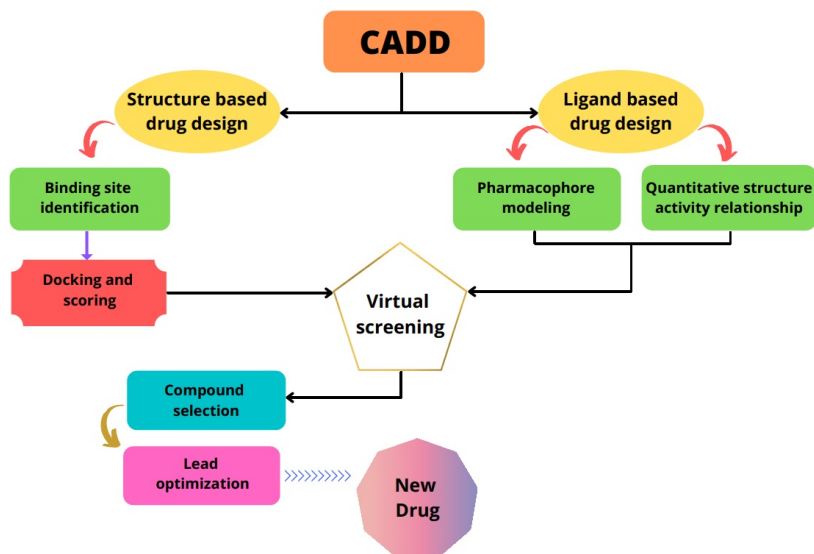 CADD
Structure based
drug design
Ligand based
drug design
Binding site
identification
Pharmacophore
modeling
Quantitative structure
activity relationship
Docking and
scoring
Virtual
screening
Compound
selection
Lead
optimization
New
Drug